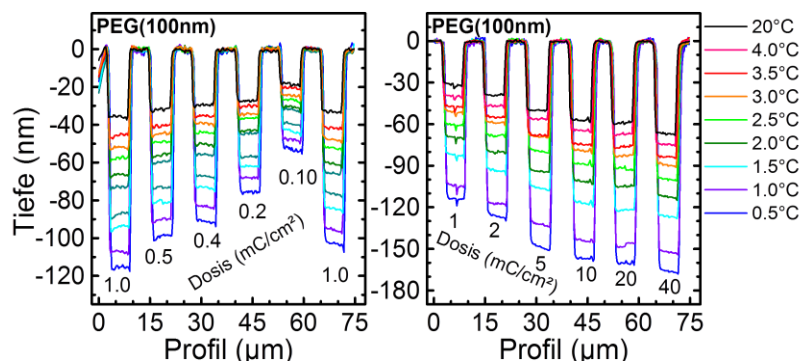 PEG(100nm)
PEG(100nm)
Tiefe (nm)
0
-20
-40
-60
-80
-100
-120
1.0
0.5
0.4
0.2
0.10
1.0
Dosis (mC/cm²)
0 15 30 45 60 75
Profil (µm)
0
-30
-60
-90
-120
-150
-180
1
2
5
10
20
40
Dosis (mC/cm²)
0 15 30 45 60 75
Profil (µm)
20°C
4.0°C
3.5°C
3.0°C
2.5°C
2.0°C
1.5°C
1.0°C
0.5°C